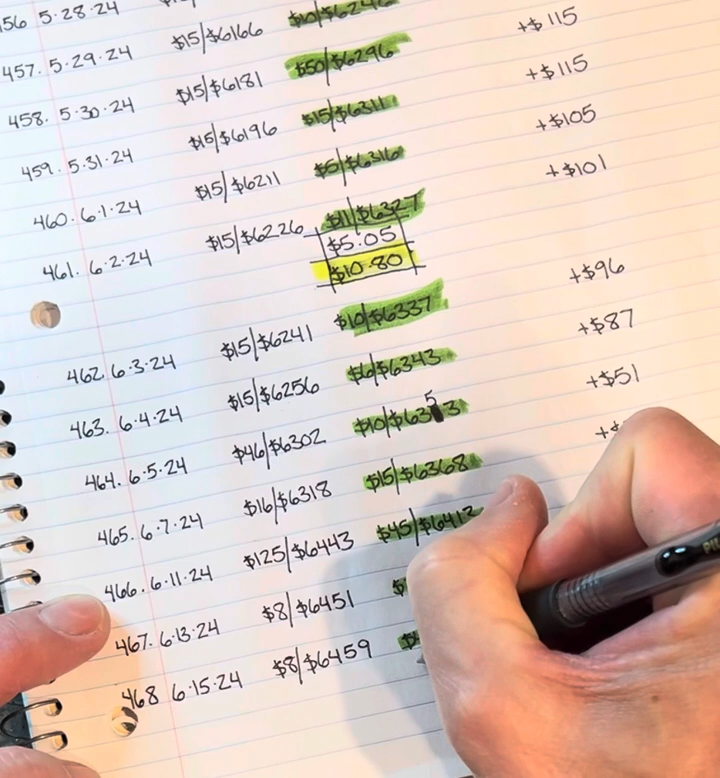 56 5.28.24
457. 5.29.24 $15/$6166 $10/$6246
458. 5.30.24 $15/$6181 $50/$6296 +$115
459. 5.31.24 $15/$6196 $15/$6311 +$115
460. 6.1.24 $15/$6211 $5/$6316 +$105
461. 6.2.24 $15/$6226 $11/$6327 +$101
$5.05
$10.80
462. 6.3.24 $15/$6241 $10/$6337 +$96
463. 6.4.24 $15/$6256 $6/$6343 +$87
464. 6.5.24 $46/$6302 $10/$6353 +$51
465. 6.7.24 $16/$6318 $15/$6368 +$
466. 6.11.24 $125/$6443 $45/$6413
467. 6.13.24 $8/$6451 $
468 6.15.24 $8/$6459 $